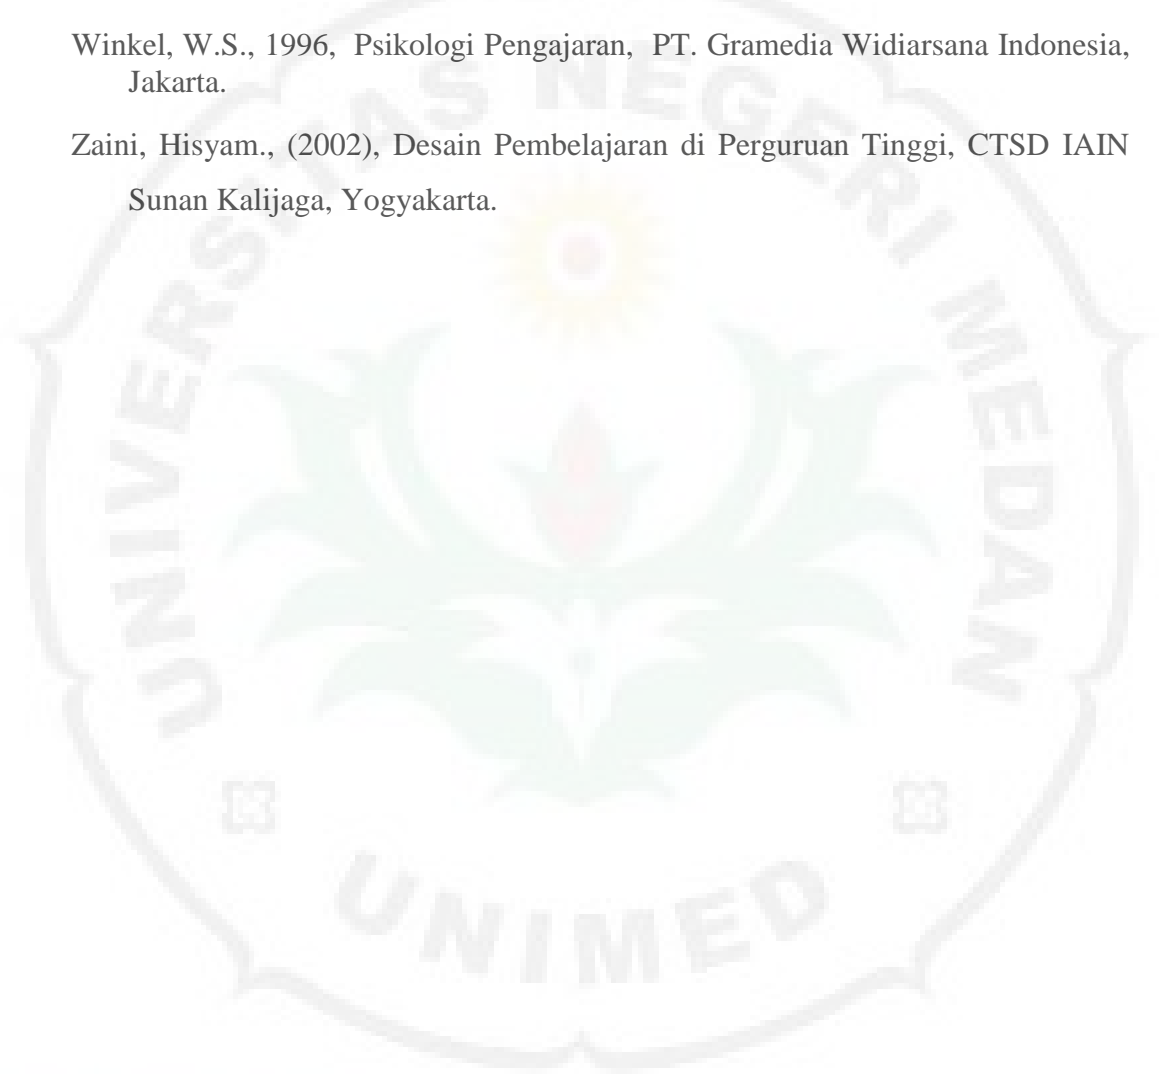 Winkel, W.S., 1996, Psikologi Pengajaran, PT. Gramedia Widiarsana Indonesia,
Jakarta.
Zaini, Hisyam., (2002), Desain Pembelajaran di Perguruan Tinggi, CTSD IAIN
Sunan Kalijaga, Yogyakarta.
UNIVERSITAS NEGERI MEDAN
UNIMED